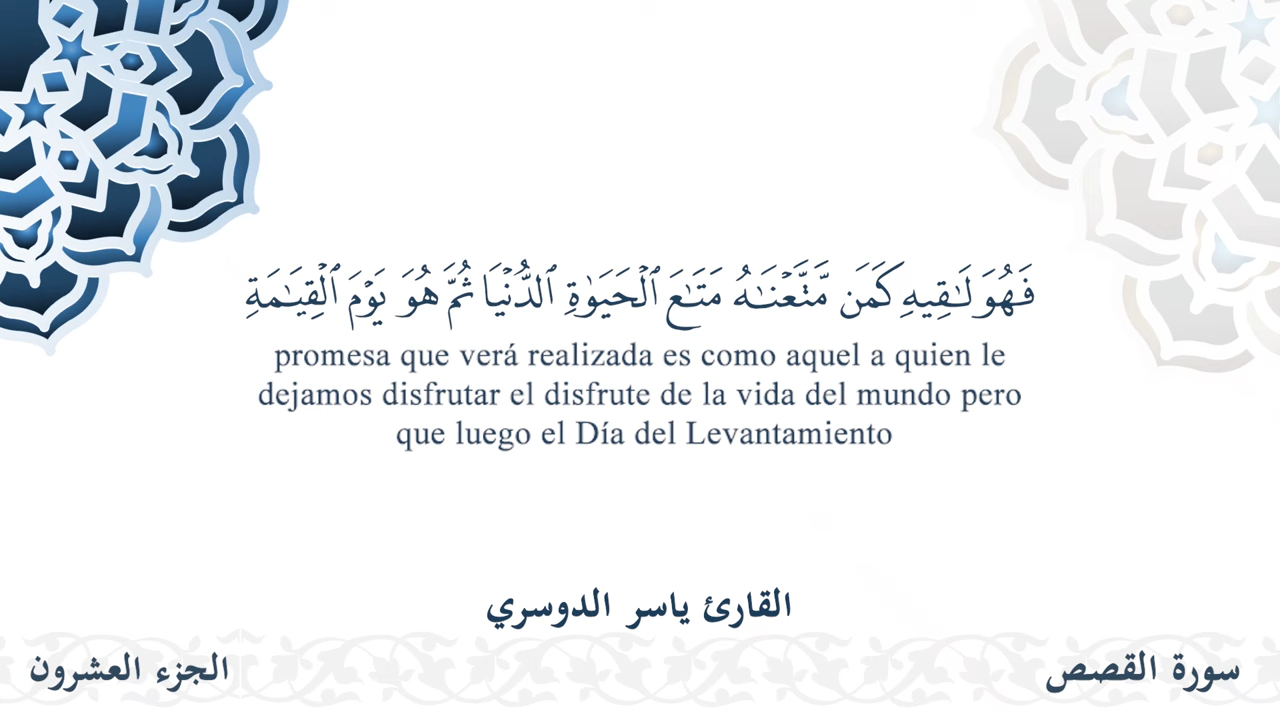 فَهُوَ لَـٰقِيهِ كَمَن مَّتَّعْنَـٰهُ مَتَـٰعَ ٱلْحَيَوٰةِ ٱلدُّنْيَا ثُمَّ هُوَ يَوْمَ ٱلْقِيَـٰمَةِ
promesa que verá realizada es como aquel a quien le
dejamos disfrutar el disfrute de la vida del mundo pero
que luego el Día del Levantamiento
القارئ ياسر الدوسري
سورة القصص
الجزء العشرون